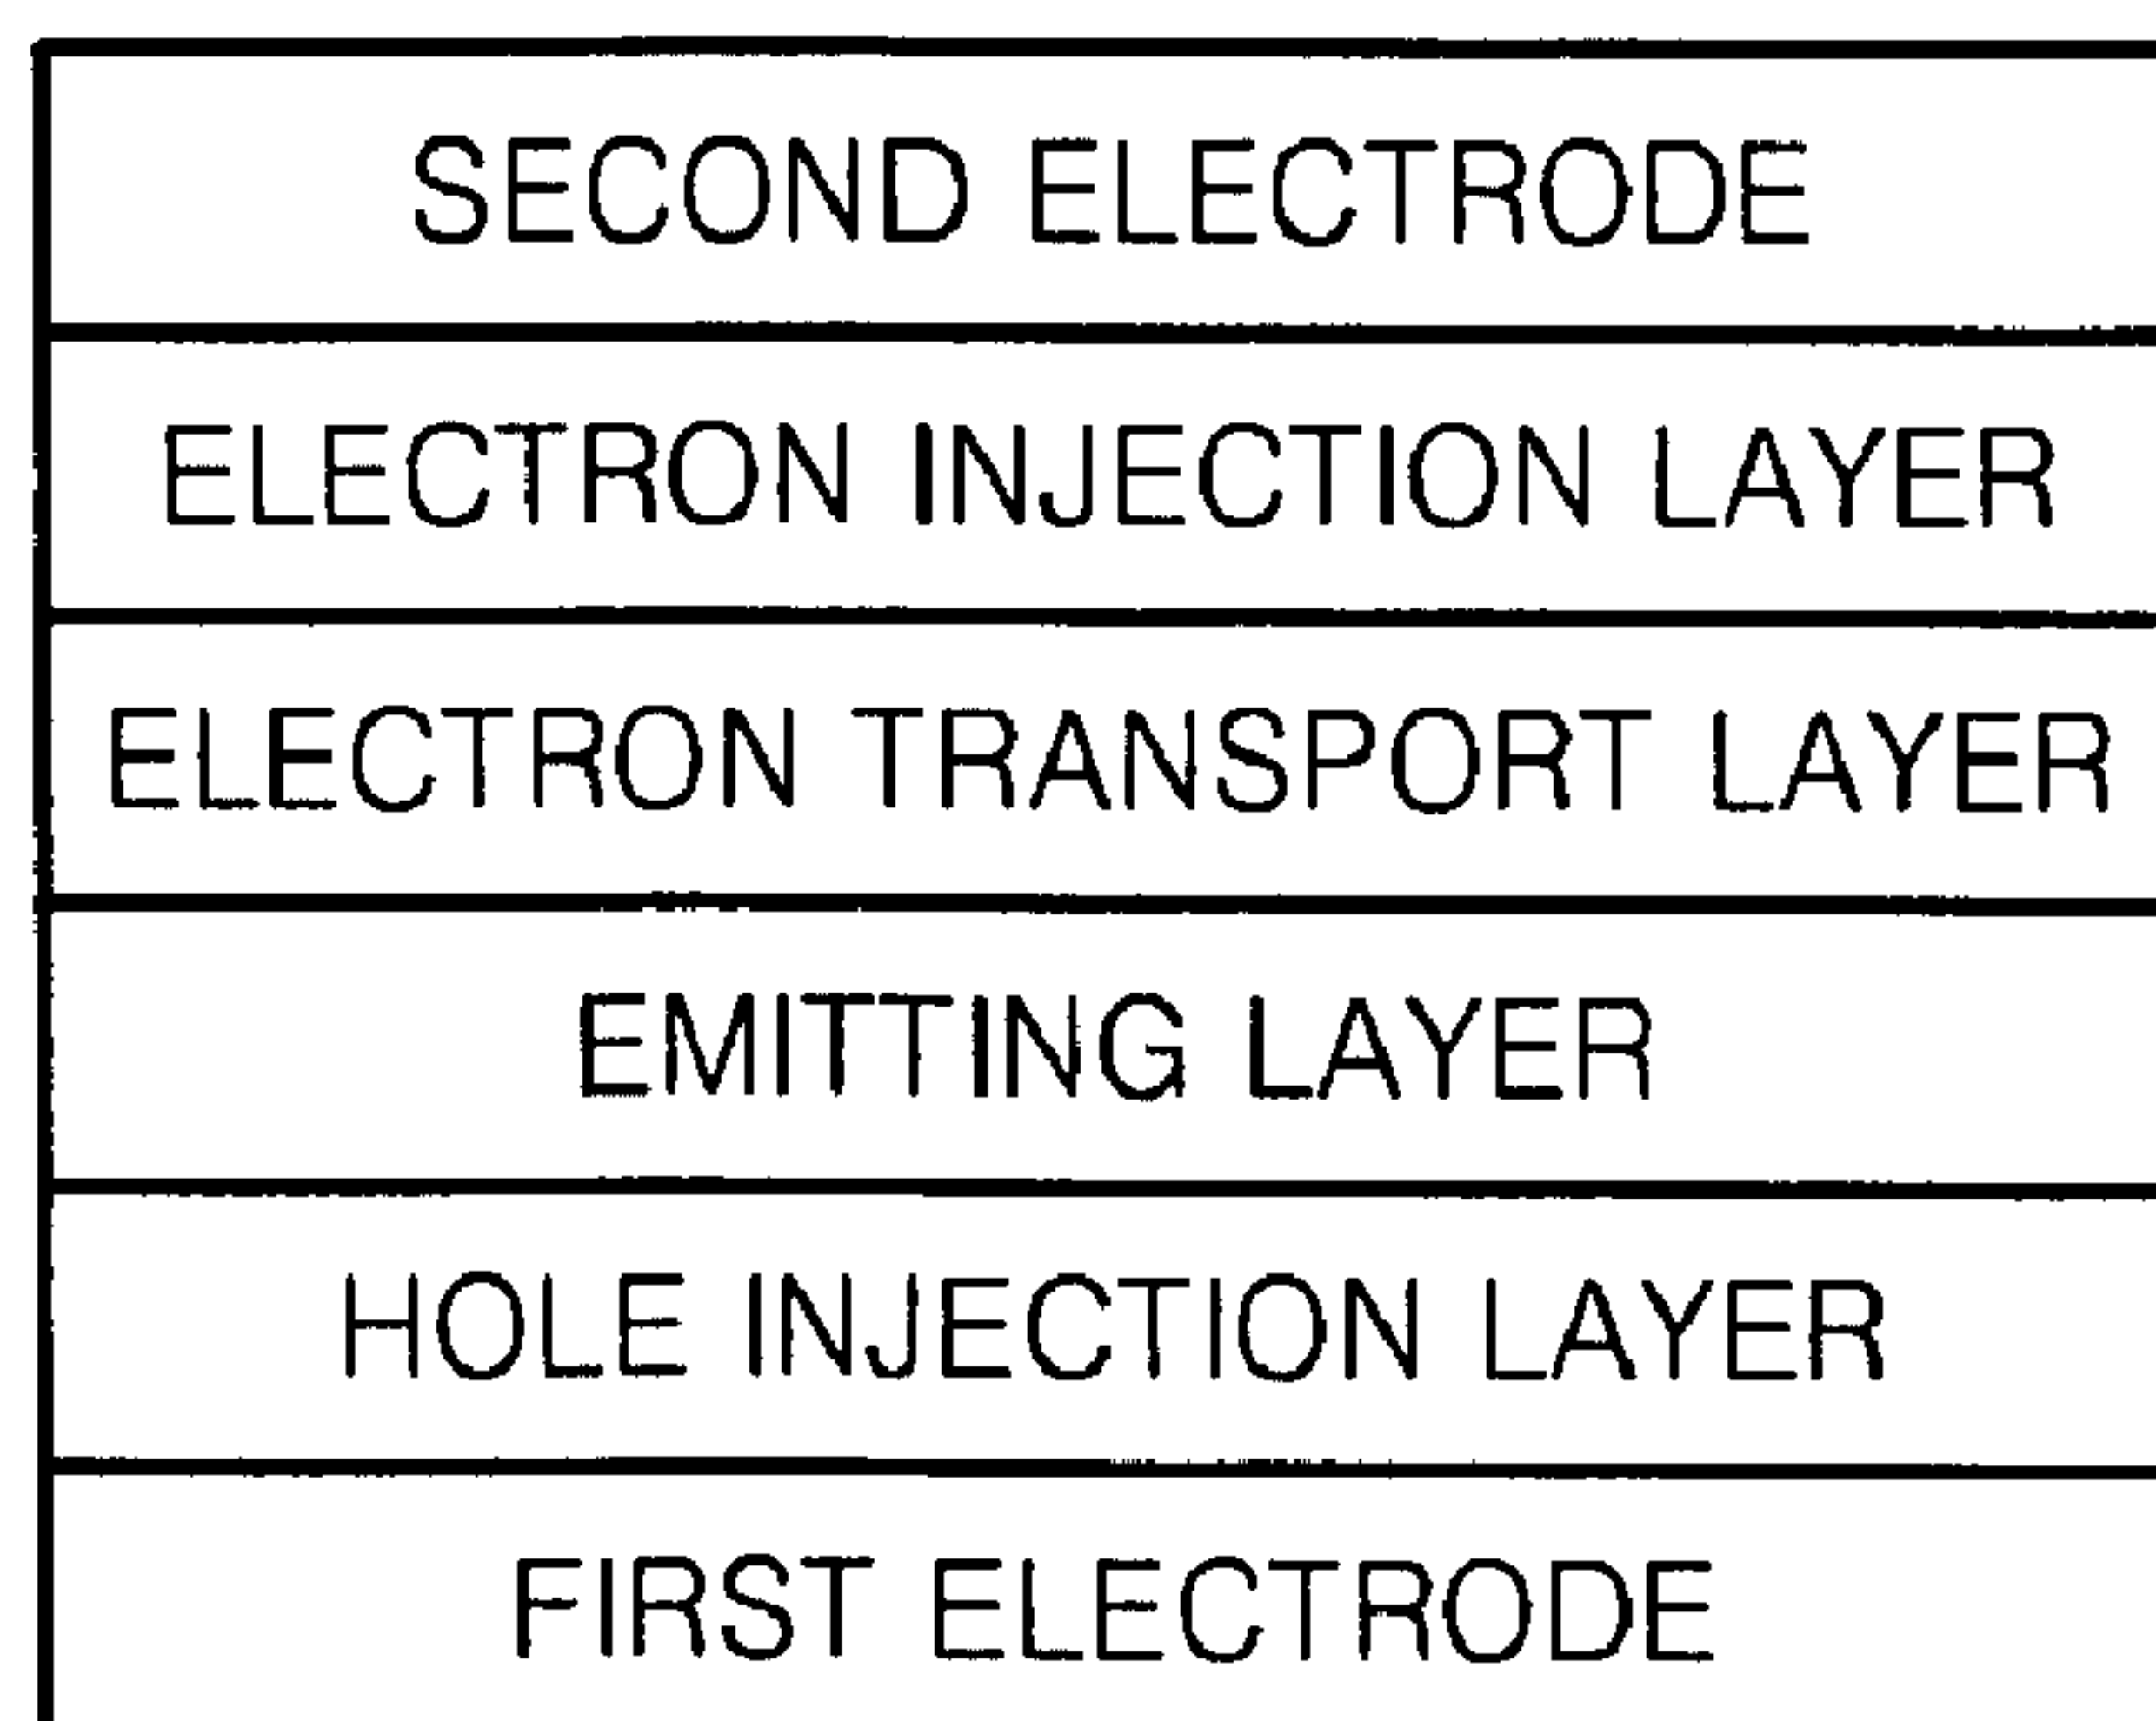 SECOND ELECTRODE
ELECTRON INJECTION LAYER
ELECTRON TRANSPORT LAYER
EMITTING LAYER
HOLE INJECTION LAYER
FIRST ELECTRODE